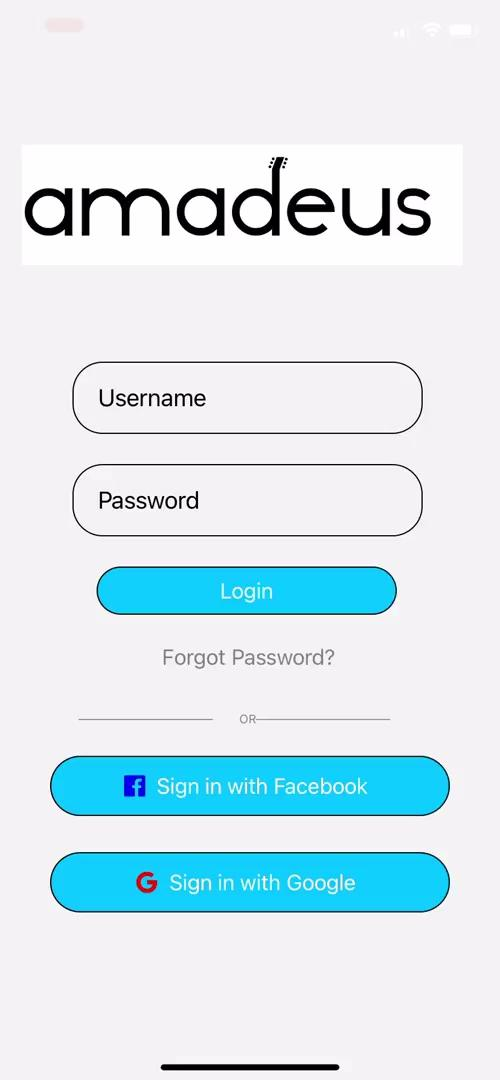 amadeus
Username
Password
Login
Forgot Password?
OR
Sign in with Facebook
Sign in with Google